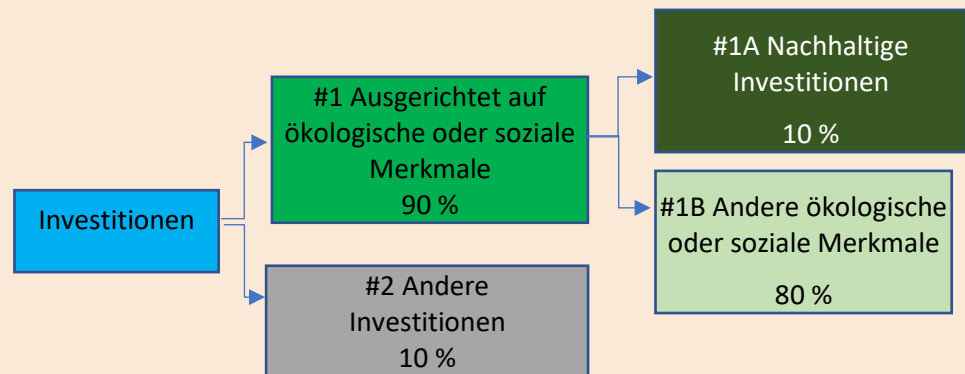 Investitionen
#1 Ausgerichtet auf
ökologische oder soziale
Merkmale
90 %
#2 Andere
Investitionen
10 %
#1A Nachhaltige
Investitionen
10 %
#1B Andere ökologische
oder soziale Merkmale
80 %